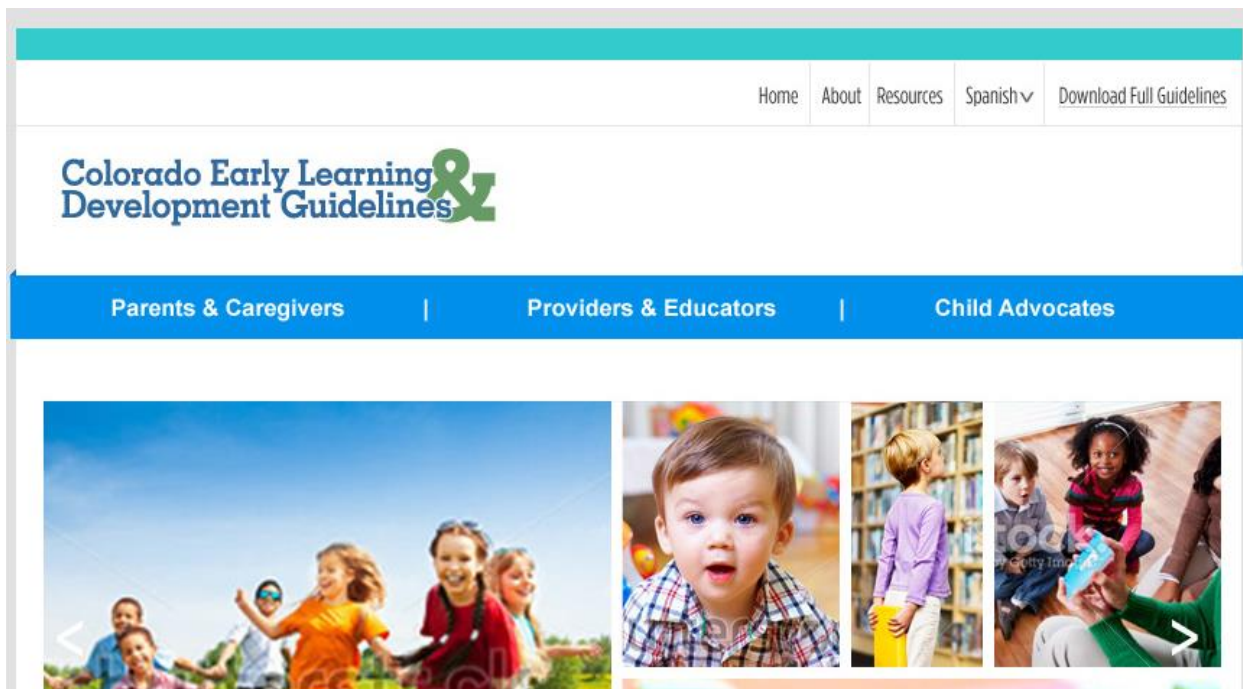 Home About Resources Spanish Download Full Guidelines
Colorado Early Learning &
Development Guidelines
Parents & Caregivers | Providers & Educators | Child Advocates
< >